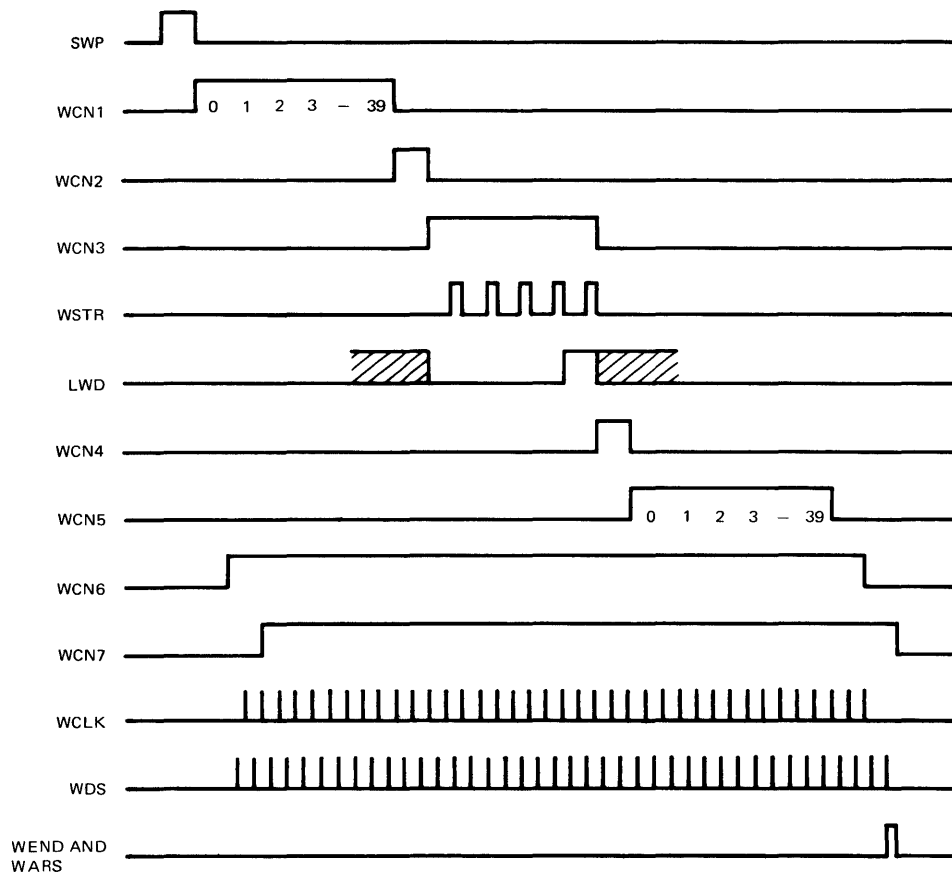 SWP
WCN1 0 1 2 3 – 39
WCN2
WCN3
WSTR
LWD
WCN4
WCN5 0 1 2 3 – 39
WCN6
WCN7
WCLK
WDS
WEND AND
WARS